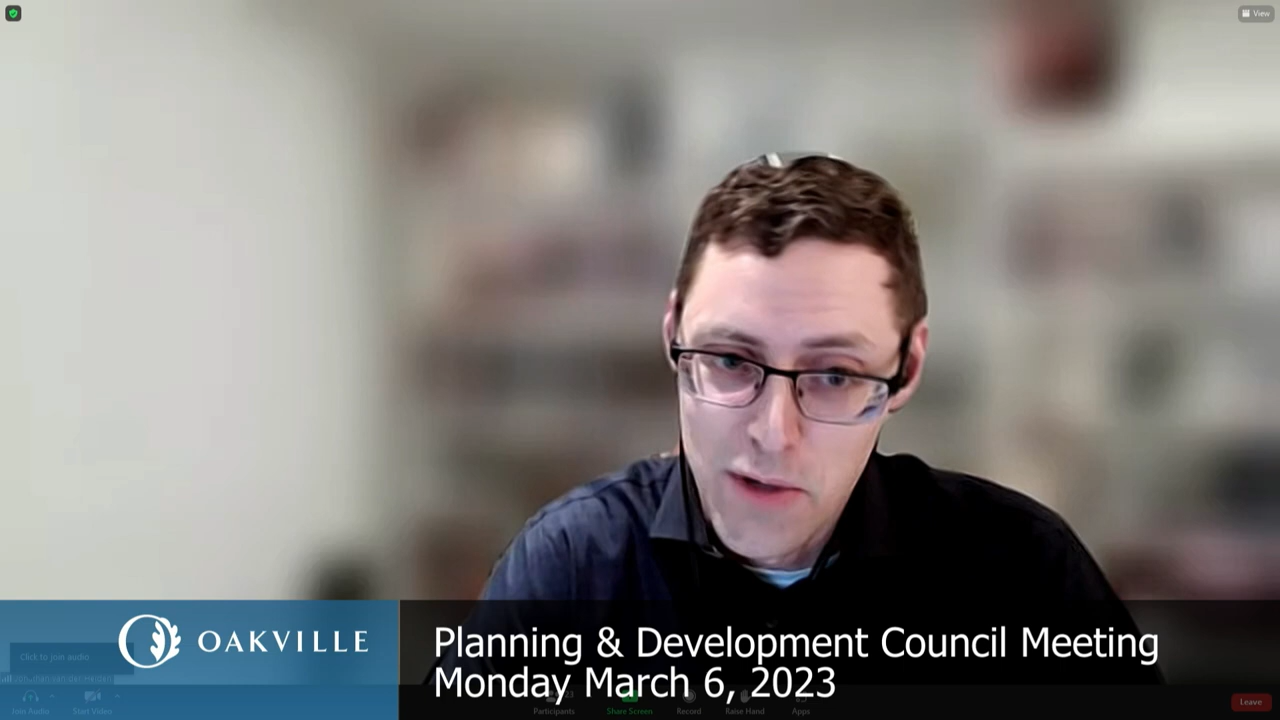 View
OAKVILLE
Planning & Development Council Meeting
Monday March 6, 2023
Click to join audio
Join Audio
Start Video
Participants
Share Screen
Record
Raise Hand
Apps
Leave